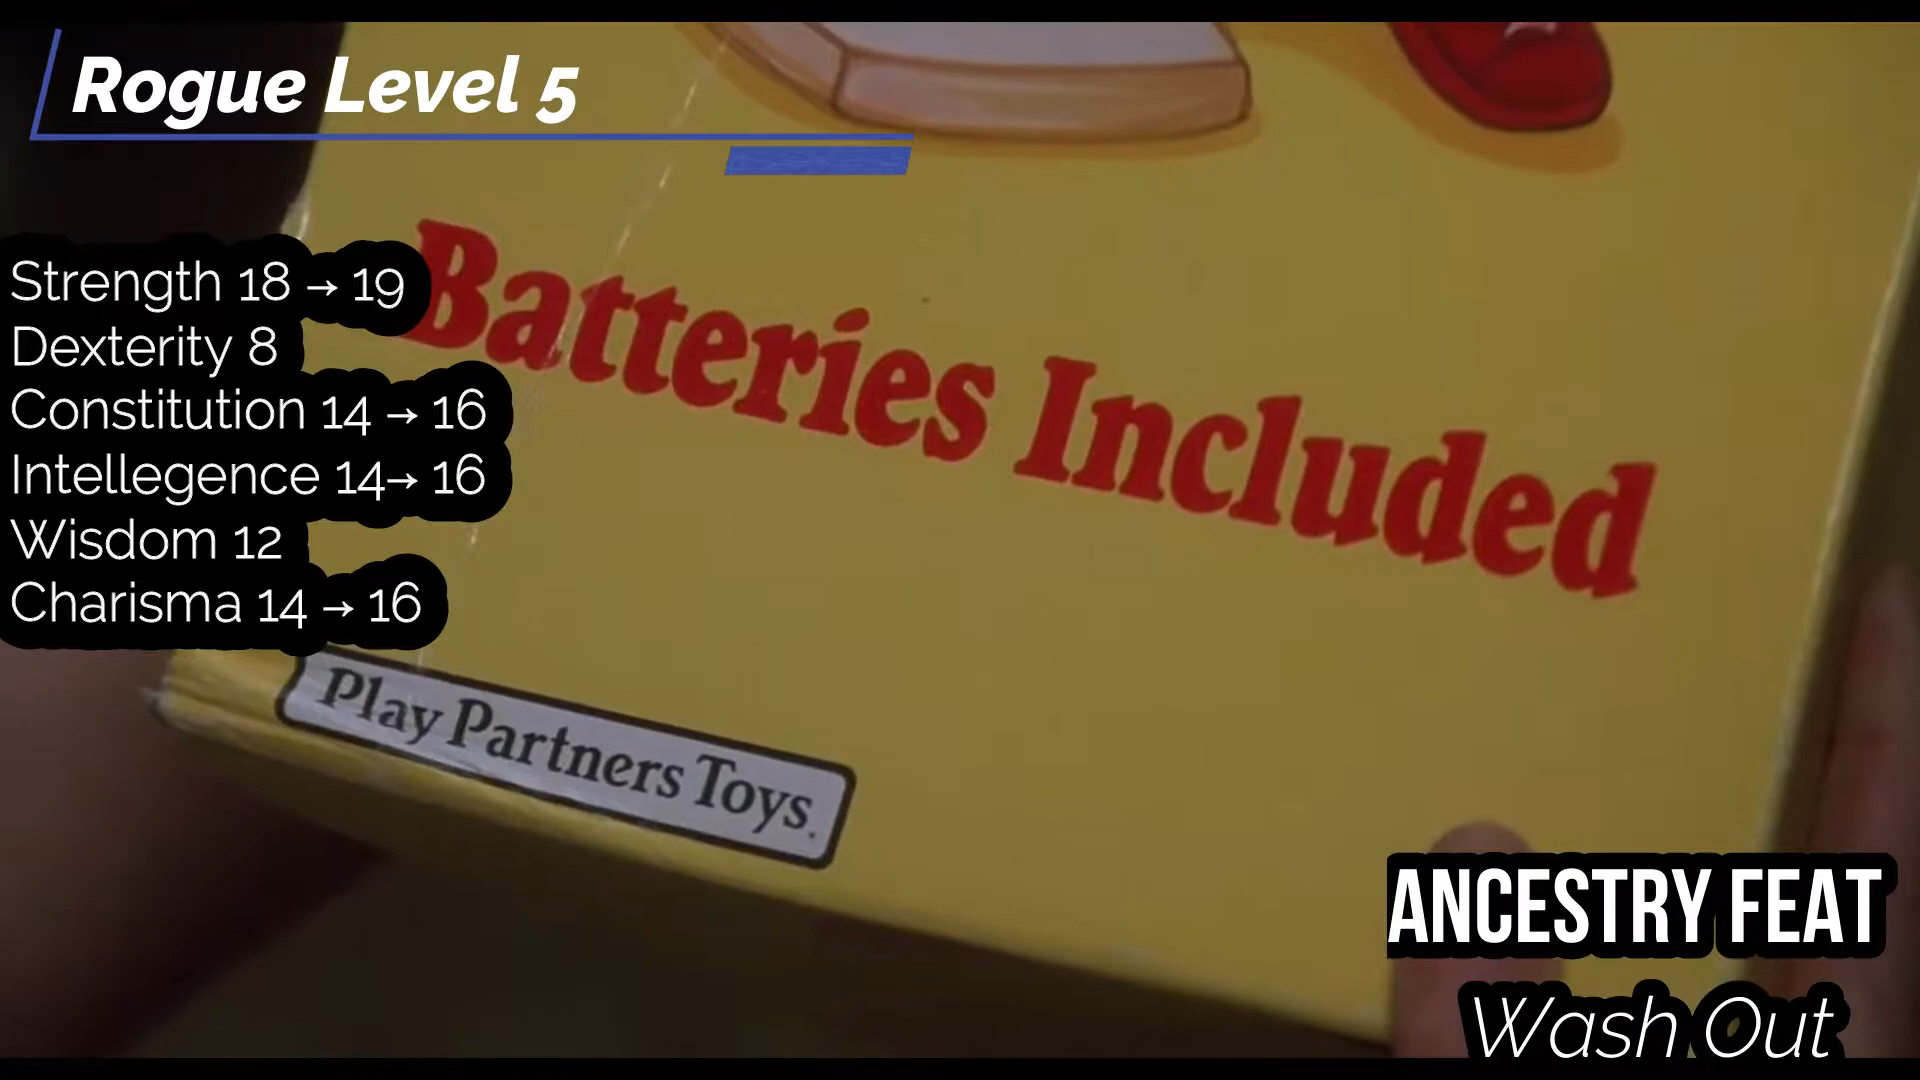 Rogue Level 5
Strength 18 → 19
Dexterity 8
Constitution 14 → 16
Intellegence 14→ 16
Wisdom 12
Charisma 14 → 16
Batteries Included
Play Partners Toys.
ANCESTRY FEAT
Wash Out